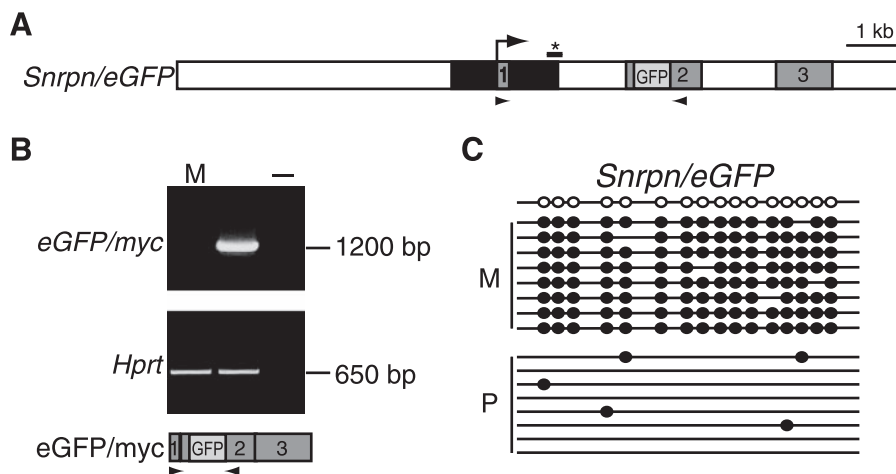 A
1 kb
*
Snrpn/eGFP
1
GFP
2
3
B
M
—
eGFP/myc
1200 bp
Hprt
650 bp
eGFP/myc
1
GFP
2
3
C
Snrpn/eGFP
M
P